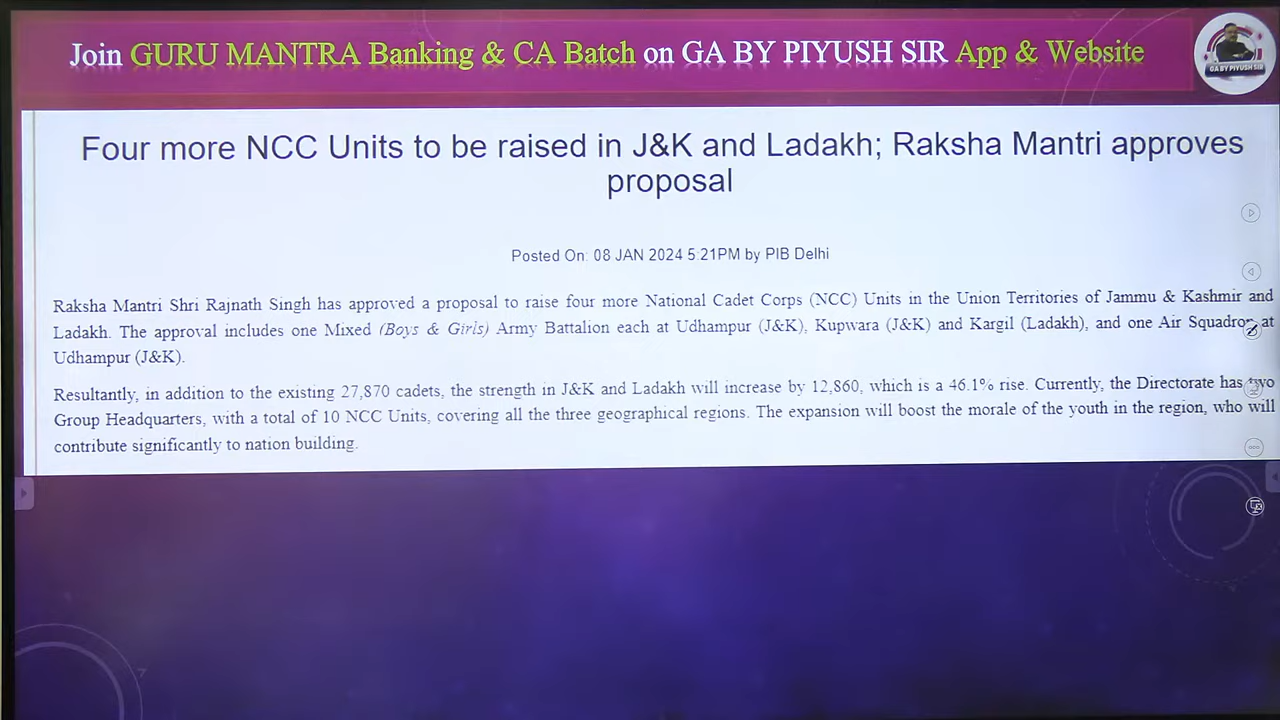 Join GURU MANTRA Banking & CA Batch on GA BY PIYUSH SIR App & Website
GA BY PIYUSH SIR
Four more NCC Units to be raised in J&K and Ladakh; Raksha Mantri approves
proposal
Posted On: 08 JAN 2024 5:21PM by PIB Delhi
Raksha Mantri Shri Rajnath Singh has approved a proposal to raise four more National Cadet Corps (NCC) Units in the Union Territories of Jammu & Kashmir and
Ladakh. The approval includes one Mixed (Boys & Girls) Army Battalion each at Udhampur (J&K), Kupwara (J&K) and Kargil (Ladakh), and one Air Squadron at
Udhampur (J&K).
Resultantly, in addition to the existing 27,870 cadets, the strength in J&K and Ladakh will increase by 12,860, which is a 46.1% rise. Currently, the Directorate has two
Group Headquarters, with a total of 10 NCC Units, covering all the three geographical regions. The expansion will boost the morale of the youth in the region, who will
contribute significantly to nation building.